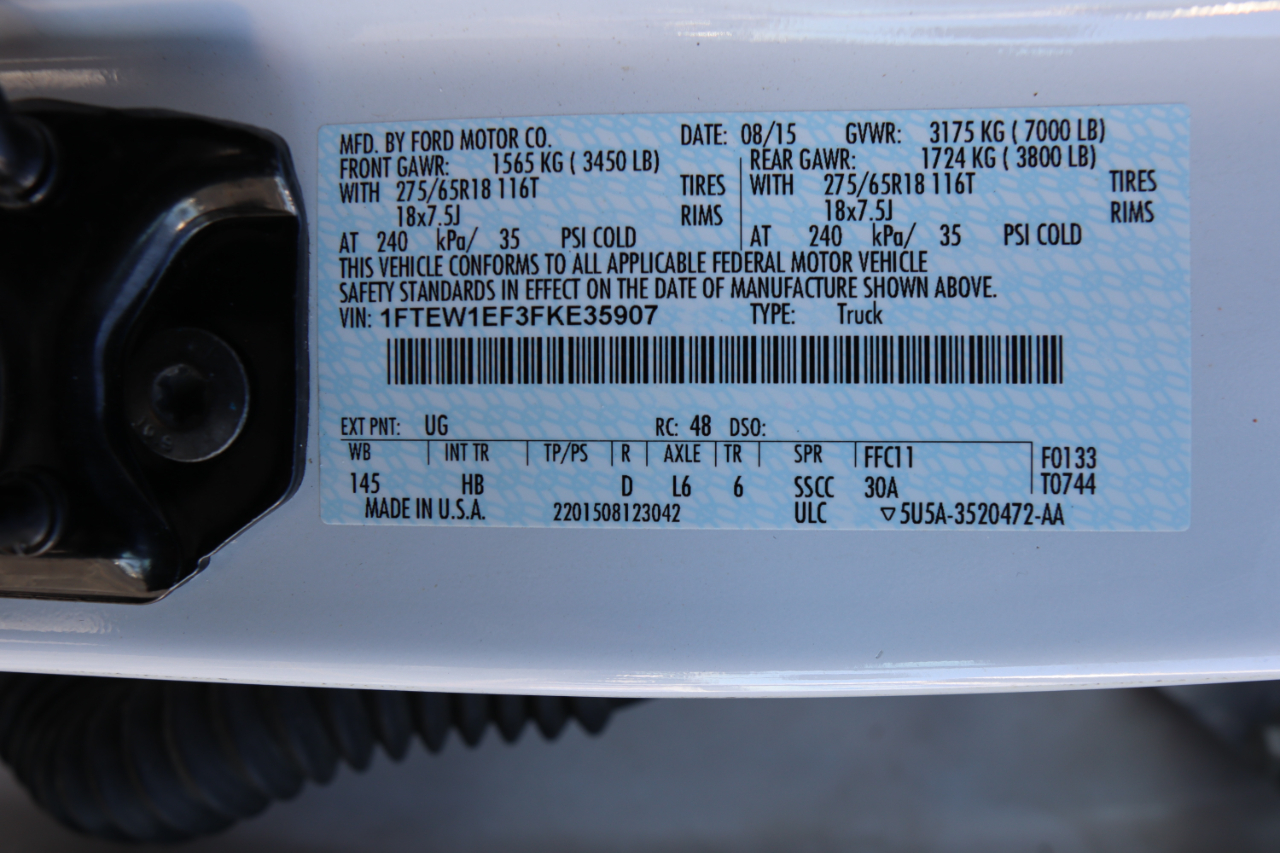 MFD. BY FORD MOTOR CO. DATE: 08/15 GVWR: 3175 KG ( 7000 LB)
FRONT GAWR: 1565 KG ( 3450 LB) REAR GAWR: 1724 KG ( 3800 LB)
WITH 275/65R18 116T TIRES WITH 275/65R18 116T TIRES
18x7.5J RIMS 18x7.5J RIMS
AT 240 kPa/ 35 PSI COLD AT 240 kPa/ 35 PSI COLD
THIS VEHICLE CONFORMS TO ALL APPLICABLE FEDERAL MOTOR VEHICLE
SAFETY STANDARDS IN EFFECT ON THE DATE OF MANUFACTURE SHOWN ABOVE.
VIN: 1FTEW1EF3FKE35907 TYPE: Truck
EXT PNT: UG RC: 48 DSO:
WB INT TR TP/PS R AXLE TR SPR FFC11 F0133
145 HB D L6 6 SSCC 30A T0744
MADE IN U.S.A. 2201508123042 ULC ▽5U5A-3520472-AA